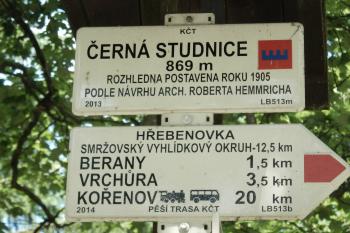 KČT
ČERNÁ STUDNICE
869 m
ROZHLEDNA POSTAVENA ROKU 1905
PODLE NÁVRHU ARCH. ROBERTA HEMMRICHA
2013 LB513m
HŘEBENOVKA
SMRŽOVSKÝ VYHLÍDKOVÝ OKRUH-12,5 km
BERANY 1,5 km
VRCHŮRA 3,5 km
KOŘENOV 20 km
2014 PĚŠÍ TRASA KČT LB513b